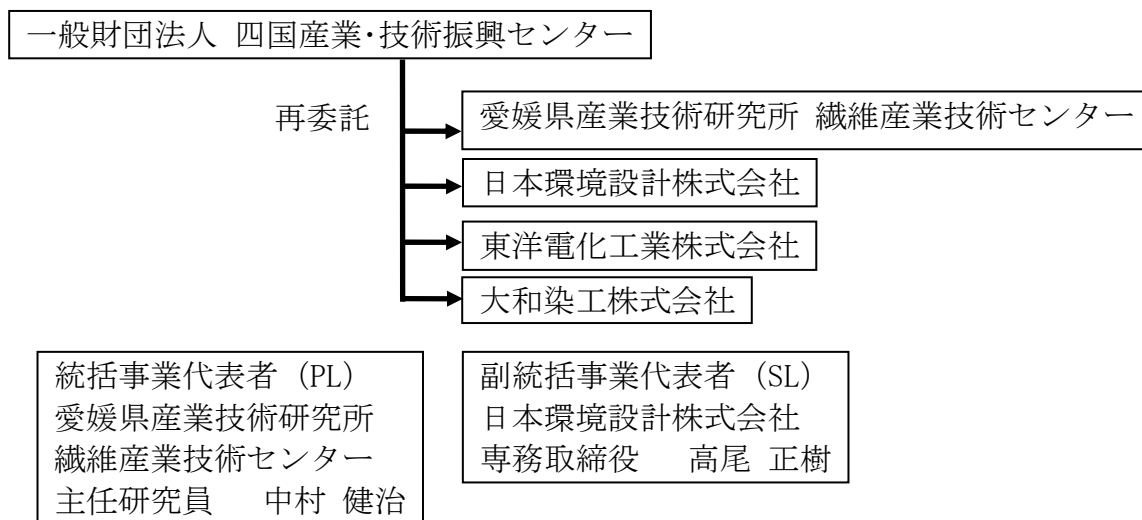 一般財団法人 四国産業・技術振興センター
再委託
愛媛県産業技術研究所 繊維産業技術センター
日本環境設計株式会社
東洋電化工業株式会社
大和染工株式会社
統括事業代表者 (PL)
愛媛県産業技術研究所
繊維産業技術センター
主任研究員 中村 健治
副統括事業代表者 (SL)
日本環境設計株式会社
専務取締役 高尾 正樹